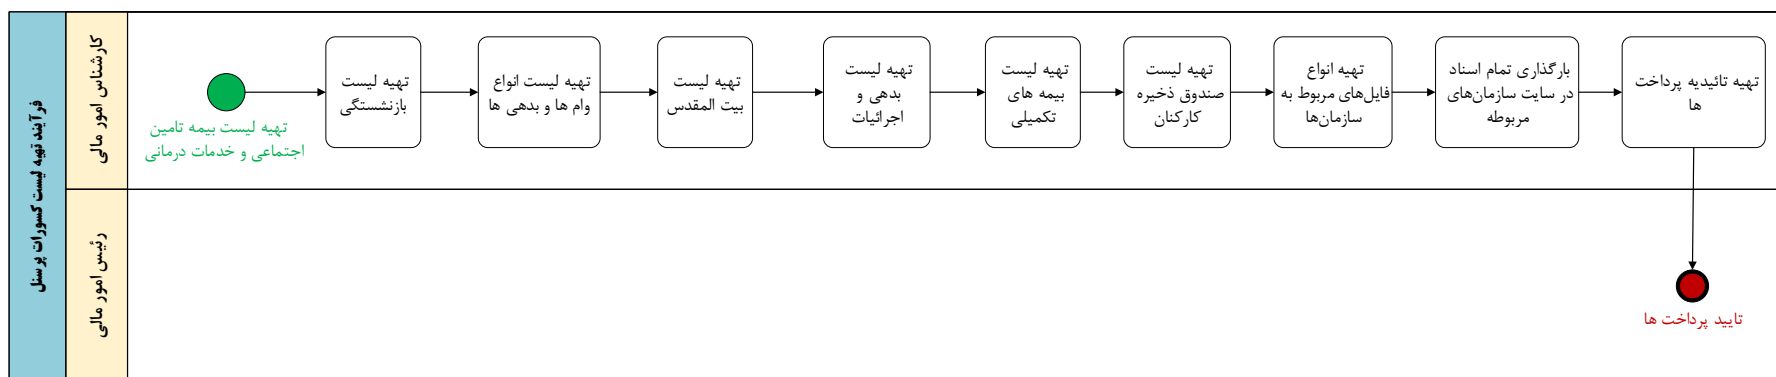 فرآیند تهیه لیست کسورات پرسنل
کارشناس امور مالی
تهیه لیست بیمه تامین
اجتماعی و خدمات درمانی
تهیه لیست
بازنشستگی
تهیه لیست انواع
وام ها و بدهی ها
تهیه لیست
بیت المقدس
تهیه لیست
بدهی و
اجرائیات
تهیه لیست
بیمه های
تکمیلی
تهیه لیست
صندوق ذخیره
کارکنان
تهیه انواع
فایل‌های مربوط به
سازمان‌ها
بارگذاری تمام اسناد
در سایت سازمان‌های
مربوطه
تهیه تائیدیه پرداخت
ها
رئیس امور مالی
تایید پرداخت ها